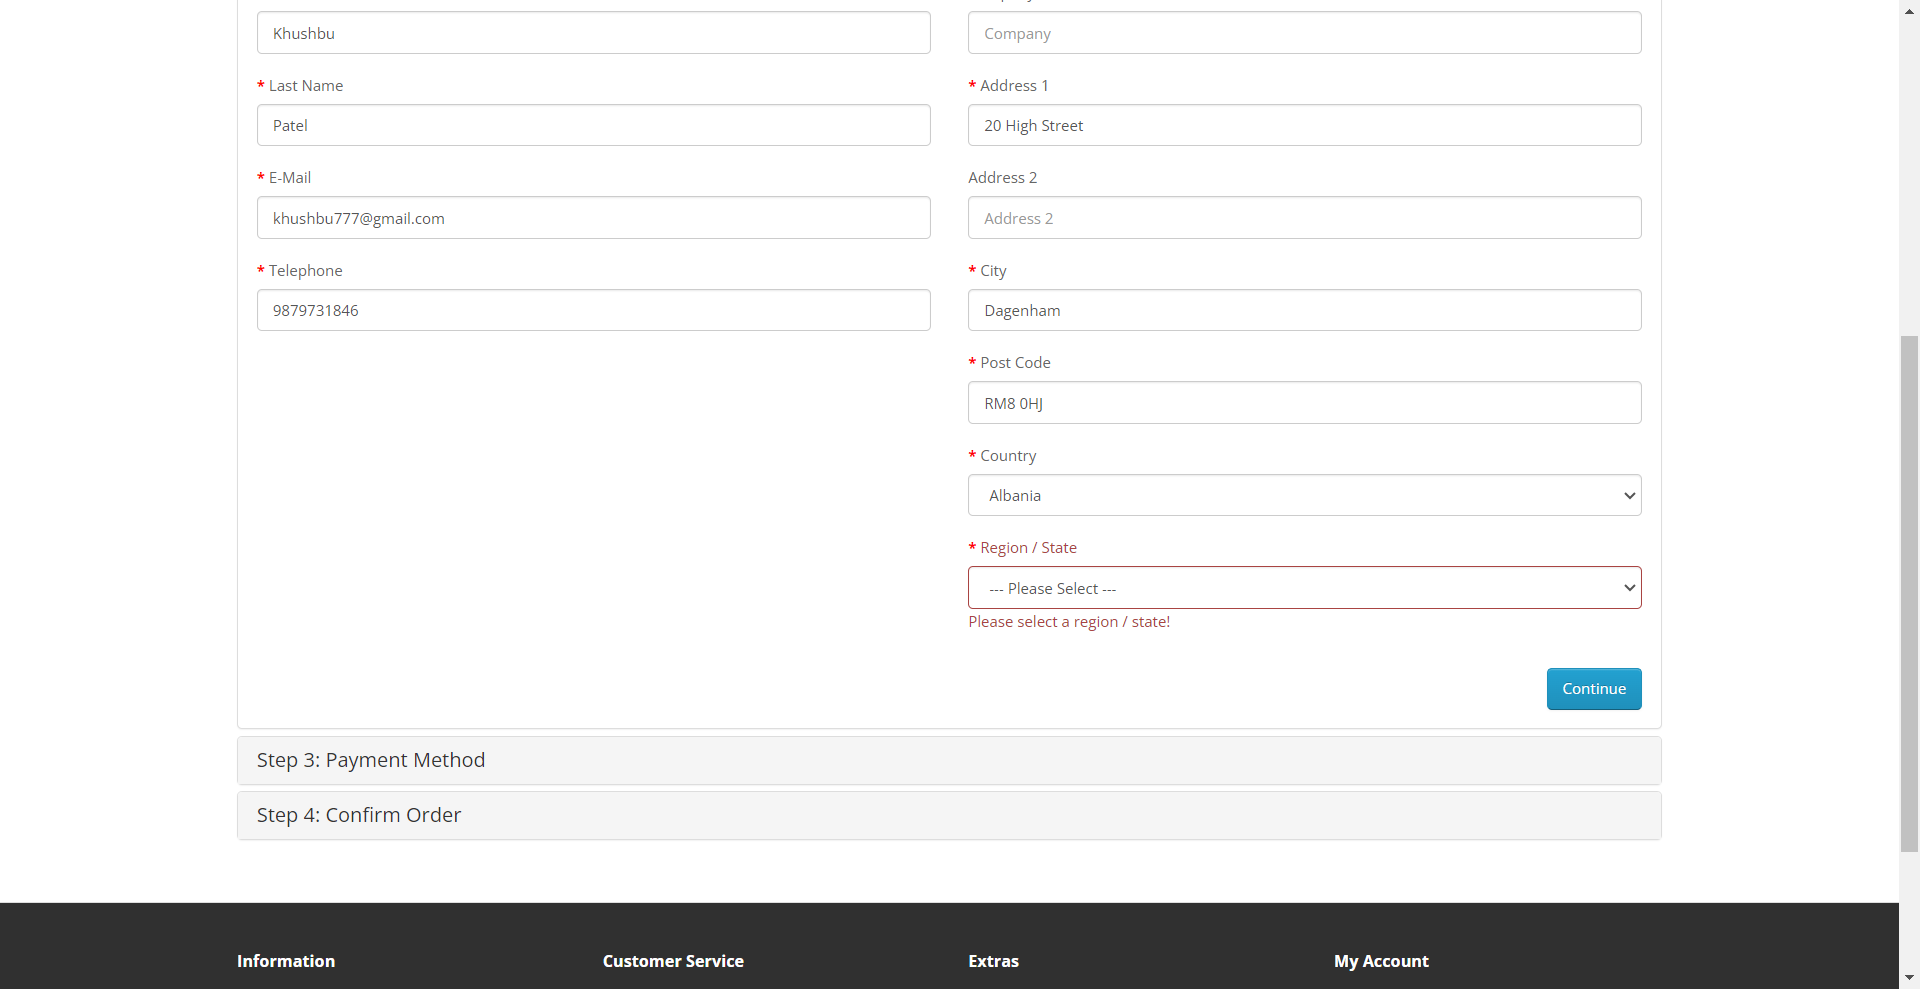 Khushbu
* Last Name
Patel
* E-Mail
khushbu777@gmail.com
* Telephone
9879731846
Company
* Address 1
20 High Street
Address 2
Address 2
* City
Dagenham
* Post Code
RM8 0HJ
* Country
Albania
* Region / State
--- Please Select ---
Please select a region / state!
Continue
Step 3: Payment Method
Step 4: Confirm Order
Information
Customer Service
Extras
My Account